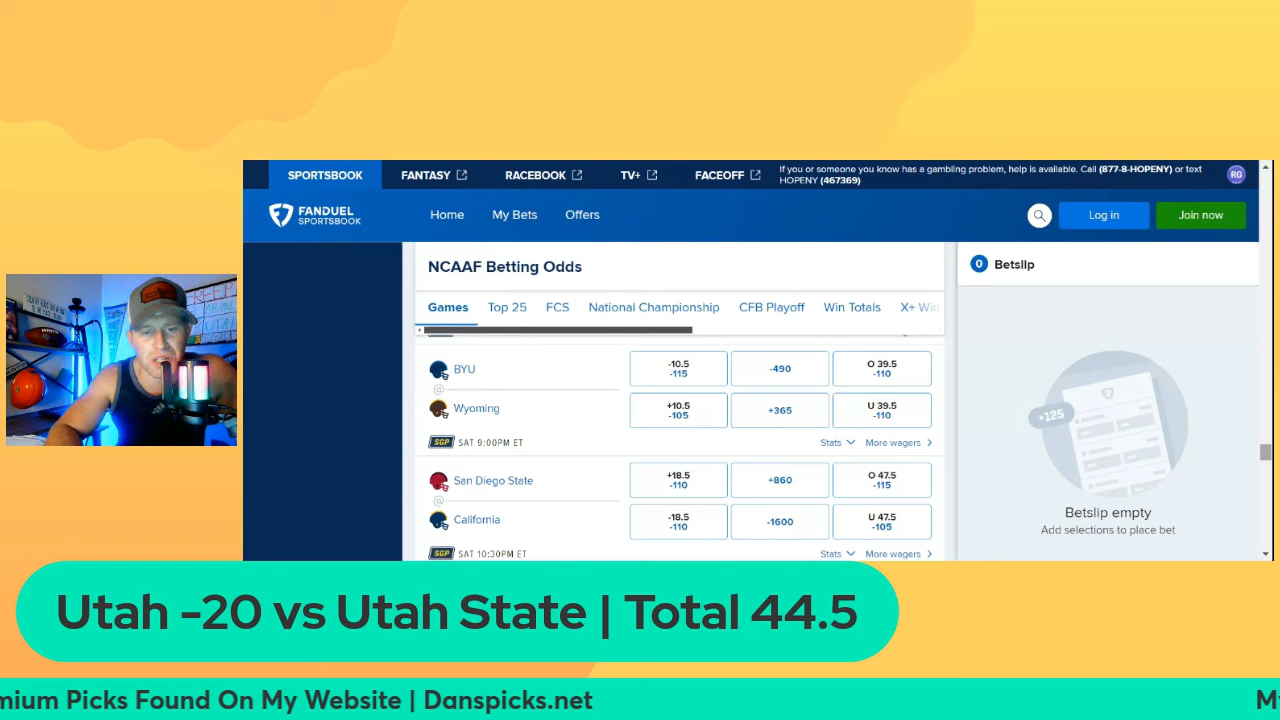 SPORTSBOOK
FANTASY
RACEBOOK
TV+
FACEOFF
If you or someone you know has a gambling problem, help is available. Call (877-8-HOPENY) or text
HOPENY (467369)
RG
FANDUEL
SPORTSBOOK
Home
My Bets
Offers
Log in
Join now
NCAAF Betting Odds
0 Betslip
Games
Top 25
FCS
National Championship
CFB Playoff
Win Totals
X+ Win
BYU
-10.5
-115
-490
O 39.5
-110
@
Wyoming
+10.5
-105
+365
U 39.5
-110
SGP SAT 9:00PM ET
Stats
More wagers
San Diego State
+18.5
-110
+860
O 47.5
-115
@
California
-18.5
-110
-1600
U 47.5
-105
SGP SAT 10:30PM ET
Stats
More wagers
+125
Betslip empty
Add selections to place bet
UTAH
Utah -20 vs Utah State | Total 44.5
mium Picks Found On My Website | Danspicks.net
M